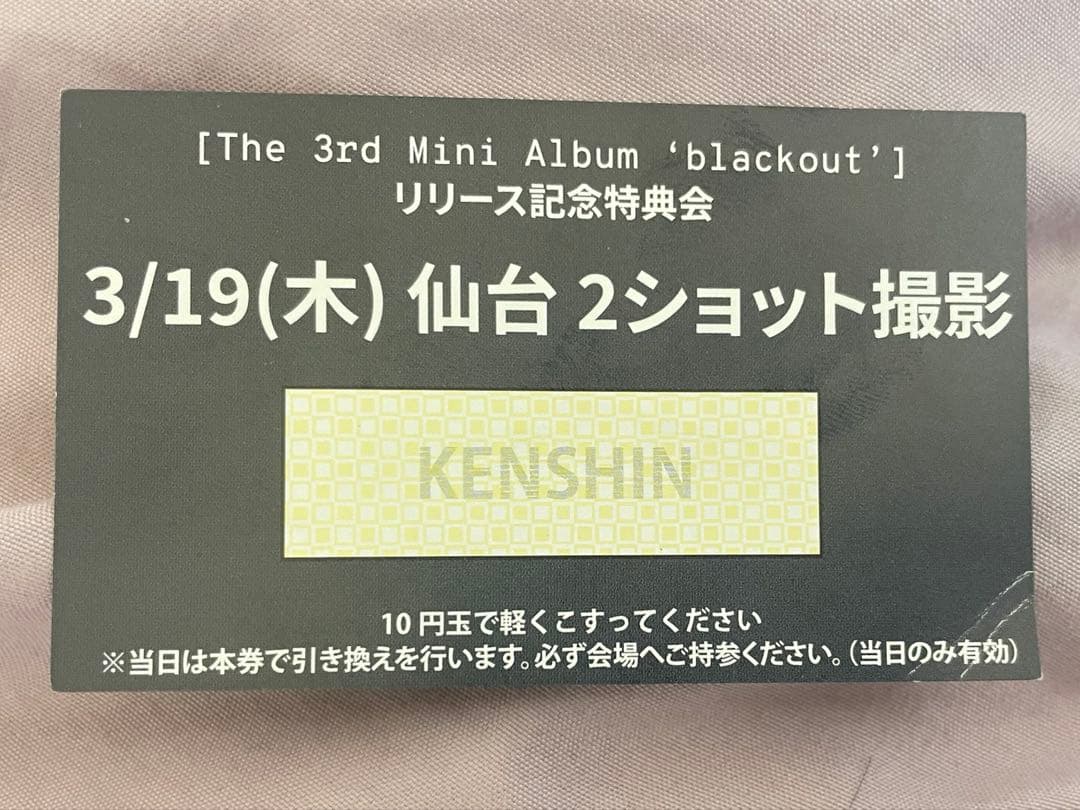 [The 3rd Mini Album ‘blackout’]
リリース記念特典会
3/19(木) 仙台 2ショット撮影
KENSHIN
10円玉で軽くこすってください
※当日は本券で引き換えを行います。必ず会場へご持参ください。(当日のみ有効)